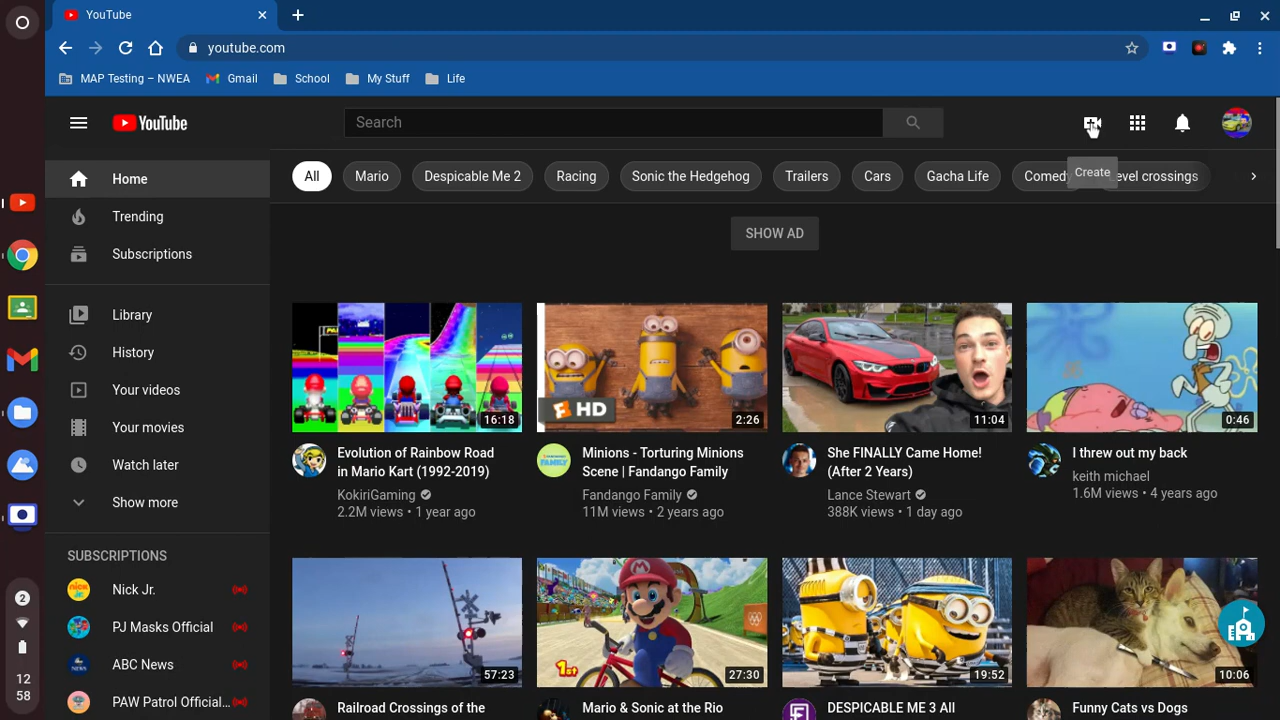 YouTube
youtube.com
MAP Testing – NWEA
Gmail
School
My Stuff
Life
YouTube
Search
Create
Home
Trending
Subscriptions
Library
History
Your videos
Your movies
Watch later
Show more
SUBSCRIPTIONS
Nick Jr.
PJ Masks Official
ABC News
PAW Patrol Official...
All
Mario
Despicable Me 2
Racing
Sonic the Hedgehog
Trailers
Cars
Gacha Life
Comedy
evel crossings
SHOW AD
16:18
Evolution of Rainbow Road
in Mario Kart (1992-2019)
KokiriGaming
2.2M views • 1 year ago
HD
2:26
Minions - Torturing Minions
Scene | Fandango Family
Fandango Family
11M views • 2 years ago
11:04
She FINALLY Came Home!
(After 2 Years)
Lance Stewart
388K views • 1 day ago
0:46
I threw out my back
keith michael
1.6M views • 4 years ago
57:23
Railroad Crossings of the
1st
27:30
Mario & Sonic at the Rio
19:52
DESPICABLE ME 3 All
10:06
Funny Cats vs Dogs
2
12
58